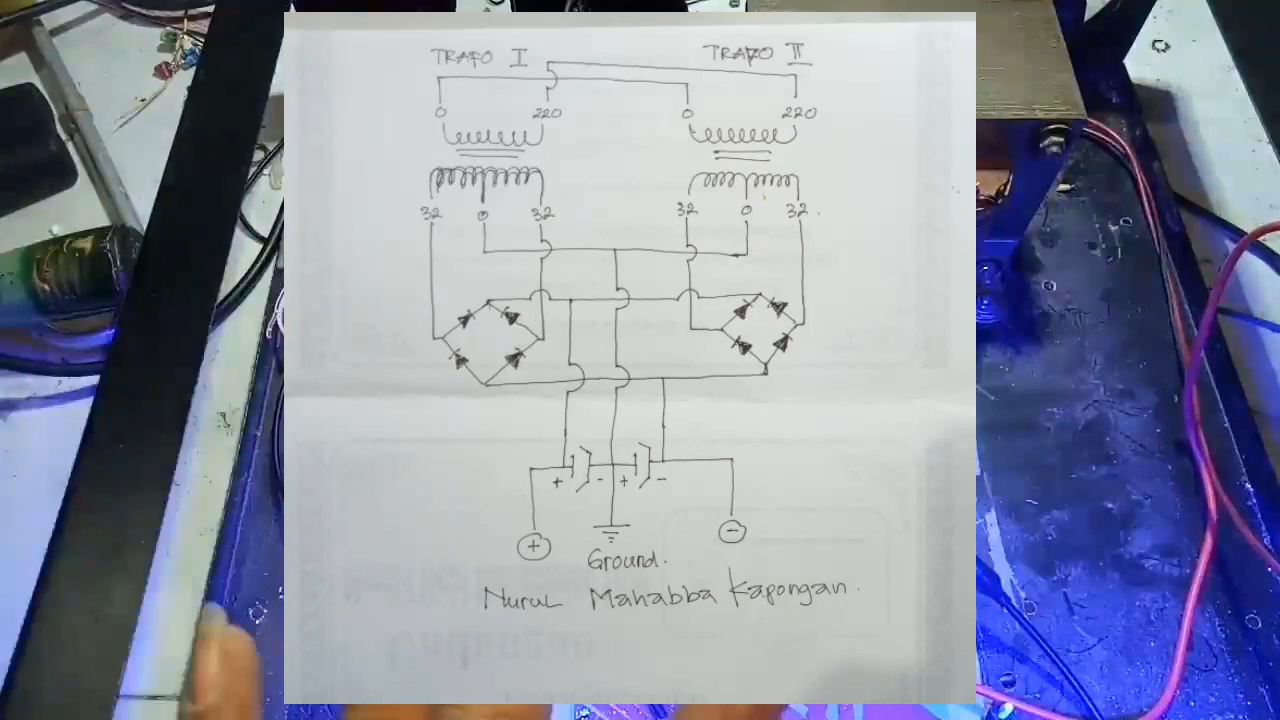 TRAFO I TRAFO II
0 220 0 220
32 0 32 32 0 32.
+ - + -
+ -
Ground.
Nurul Mahabba Kapongan.